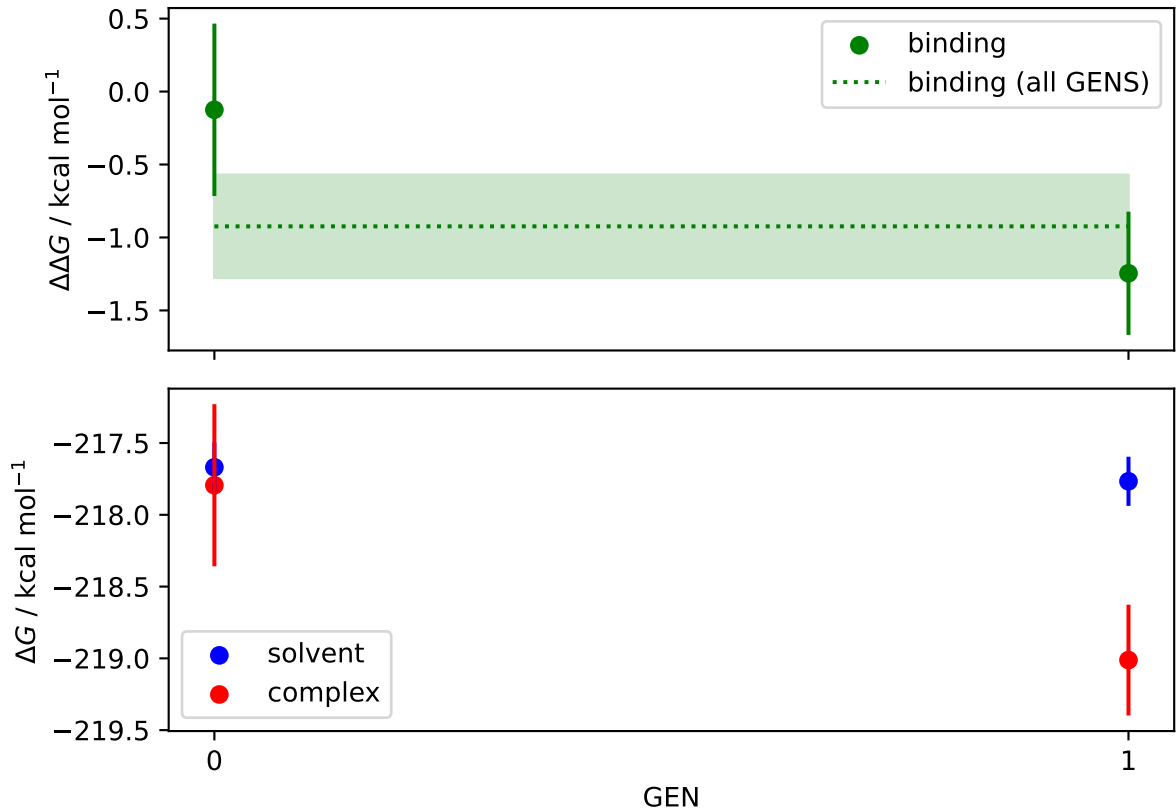 0.5
0.0
−0.5
−1.0
−1.5
ΔΔG / kcal mol⁻¹
binding
binding (all GENS)
−217.5
−218.0
−218.5
−219.0
−219.5
ΔG / kcal mol⁻¹
solvent
complex
0
1
GEN